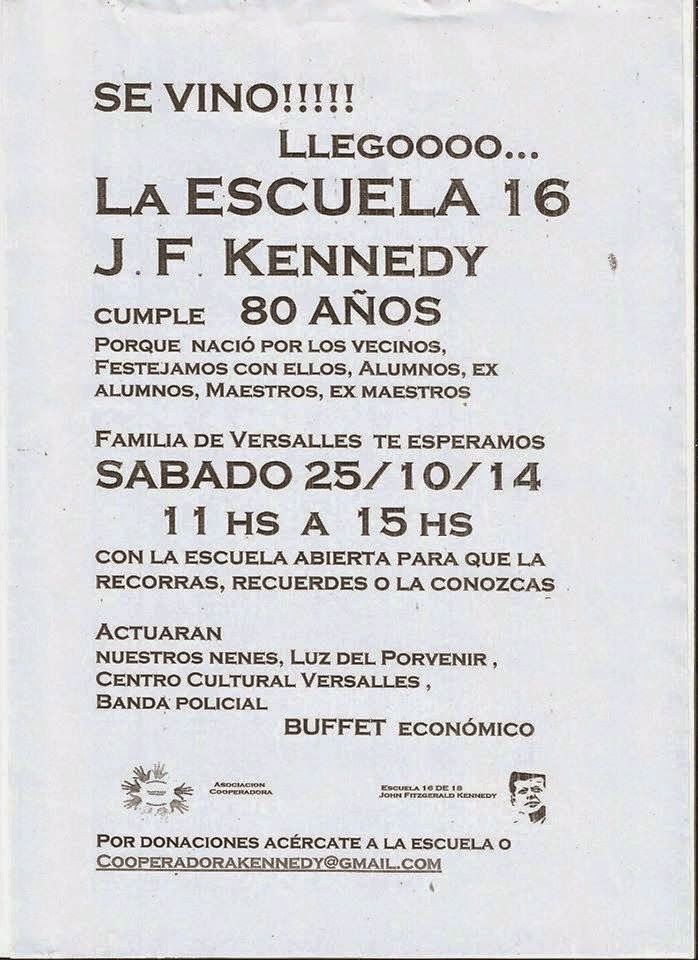 SE VINO!!!!!
LLEGOOOO...
LA ESCUELA 16
J. F. KENNEDY
CUMPLE 80 AÑOS
PORQUE NACIÓ POR LOS VECINOS,
FESTEJAMOS CON ELLOS, ALUMNOS, EX
ALUMNOS, MAESTROS, EX MAESTROS
FAMILIA DE VERSALLES TE ESPERAMOS
SABADO 25/10/14
11 HS A 15 HS
CON LA ESCUELA ABIERTA PARA QUE LA
RECORRAS, RECUERDES O LA CONOZCAS
ACTUARAN
NUESTROS NENES, LUZ DEL PORVENIR ,
CENTRO CULTURAL VERSALLES ,
BANDA POLICIAL
BUFFET ECONÓMICO
ASOCIACION
COOPERADORA
ESCUELA 16 DE 18
JOHN FITZGERALD KENNEDY
POR DONACIONES ACÉRCATE A LA ESCUELA O
COOPERADORAKENNEDY@GMAIL.COM